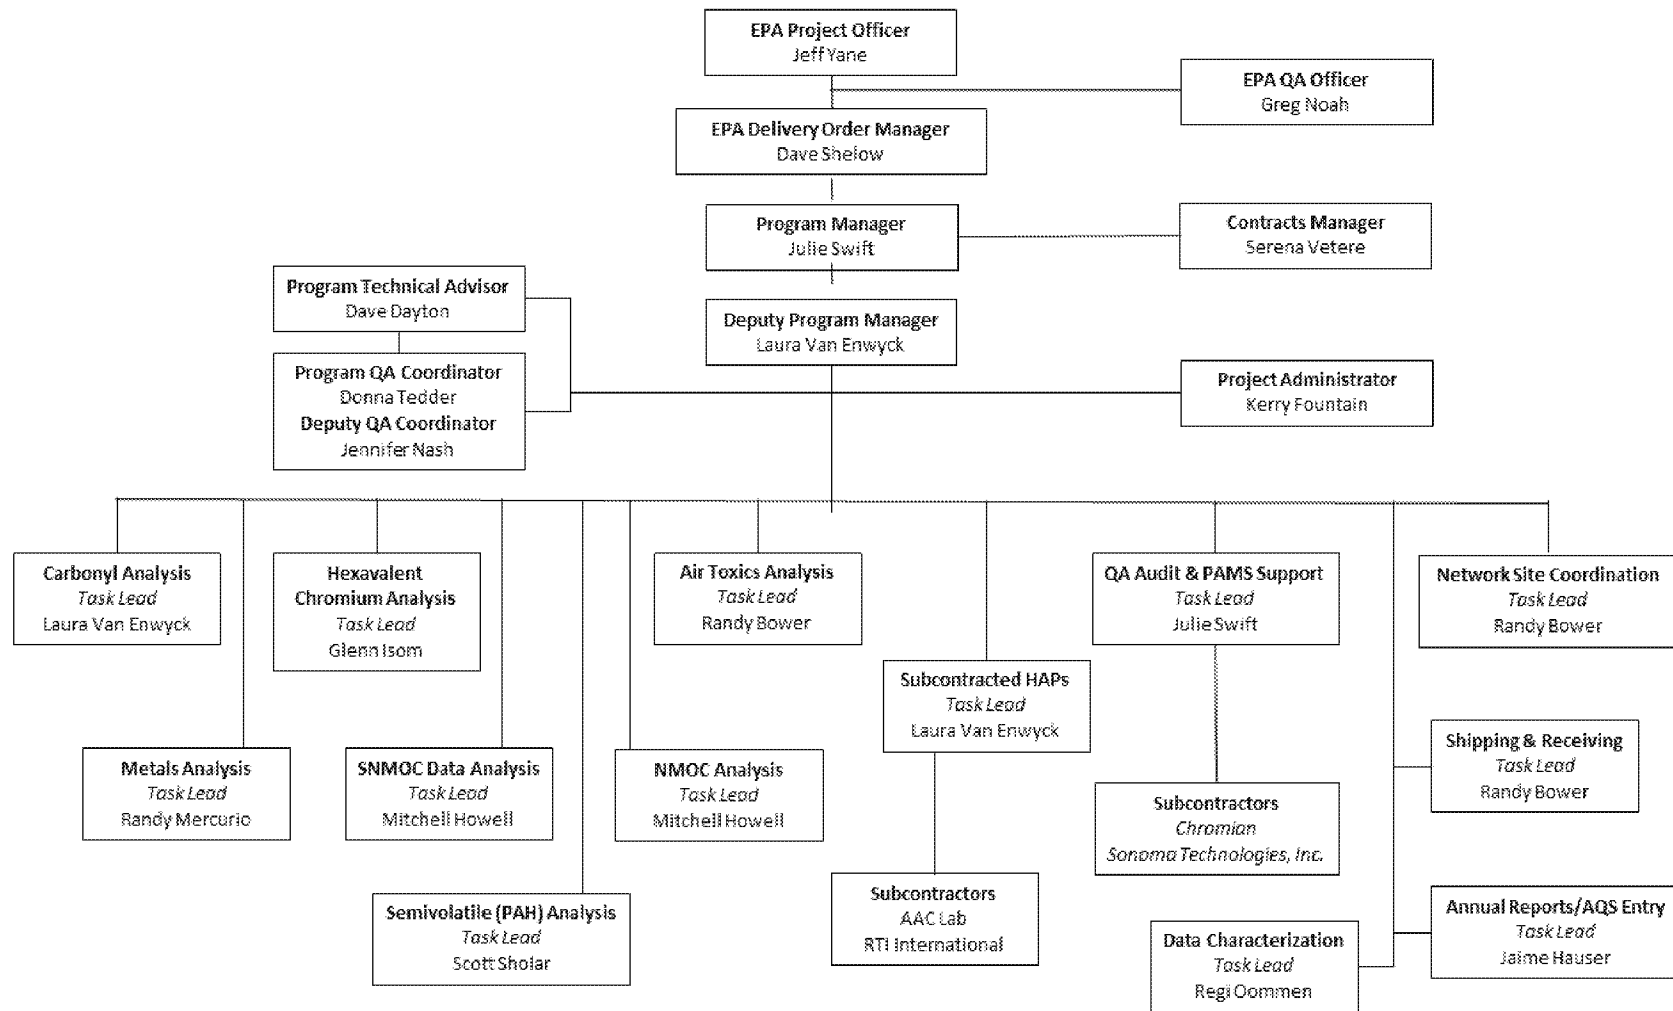 EPA Project Officer
Jeff Yane
EPA QA Officer
Greg Noah
EPA Delivery Order Manager
Dave Shelow
Program Manager
Julie Swift
Contracts Manager
Serena Vetere
Program Technical Advisor
Dave Dayton
Deputy Program Manager
Laura Van Enwyck
Program QA Coordinator
Donna Tedder
Deputy QA Coordinator
Jennifer Nash
Project Administrator
Kerry Fountain
Carbonyl Analysis
Task Lead
Laura Van Enwyck
Hexavalent
Chromium Analysis
Task Lead
Glenn Isom
Air Toxics Analysis
Task Lead
Randy Bower
QA Audit & PAMS Support
Task Lead
Julie Swift
Network Site Coordination
Task Lead
Randy Bower
Subcontracted HAPs
Task Lead
Laura Van Enwyck
Metals Analysis
Task Lead
Randy Mercurio
SNMOC Data Analysis
Task Lead
Mitchell Howell
NMOC Analysis
Task Lead
Mitchell Howell
Shipping & Receiving
Task Lead
Randy Bower
Subcontractors
Chromian
Sonoma Technologies, Inc.
Semivolatile (PAH) Analysis
Task Lead
Scott Sholar
Subcontractors
AAC Lab
RTI International
Annual Reports/AQS Entry
Task Lead
Jaime Hauser
Data Characterization
Task Lead
Regi Oommen